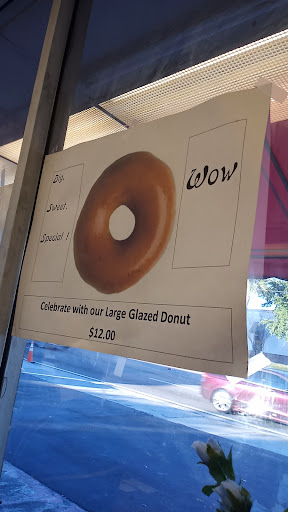 Big.
Sweet.
Special !
Wow
Celebrate with our Large Glazed Donut
$12.00